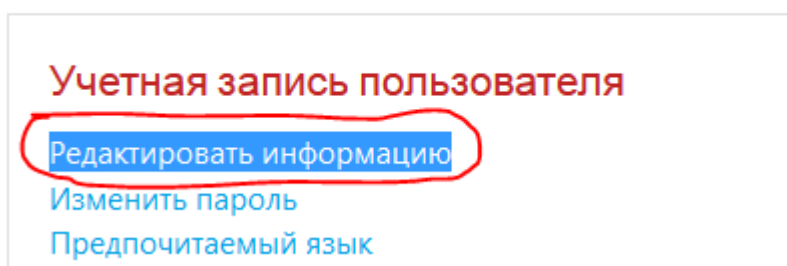 Учетная запись пользователя
Редактировать информацию
Изменить пароль
Предпочитаемый язык